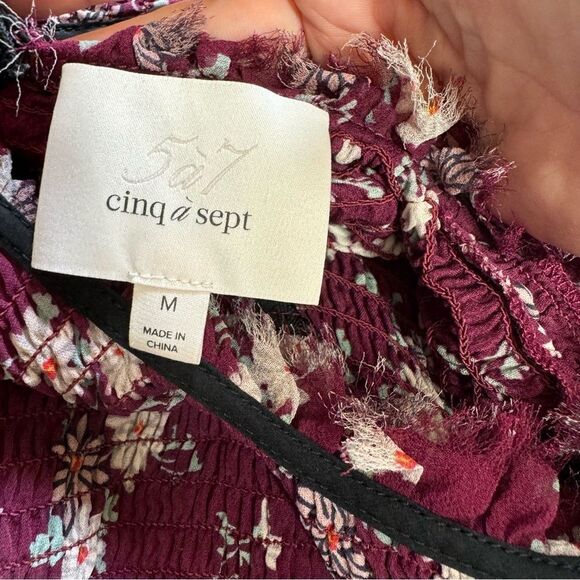 5à7
cinq à sept
M
MADE IN
CHINA